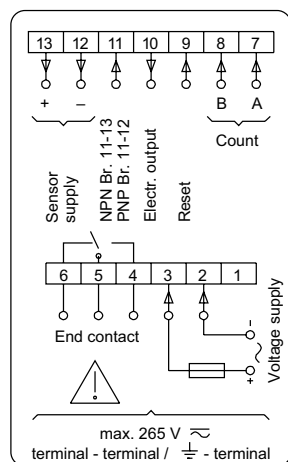 13 12 11 10 9 8 7
+ – B A
Count
Sensor
supply
NPN Br. 11-13
PNP Br. 11-12
Electr. output
Reset
6 5 4 3 2 1
End contact
-
~
+
Voltage supply
!
max. 265 V ⎓
terminal - terminal / ⏚ - terminal